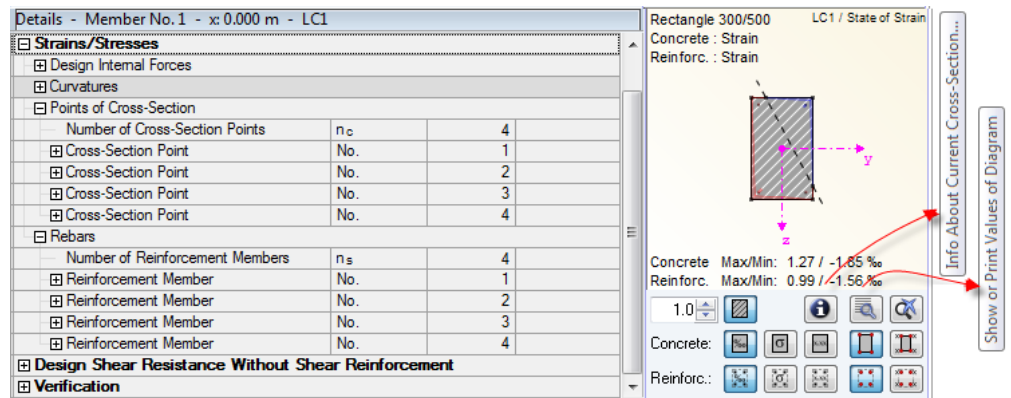 Details - Member No. 1 - x: 0.000 m - LC1
Strains/Stresses
Design Internal Forces
Curvatures
Points of Cross-Section
Number of Cross-Section Points n c 4
Cross-Section Point No. 1
Cross-Section Point No. 2
Cross-Section Point No. 3
Cross-Section Point No. 4
Rebars
Number of Reinforcement Members n s 4
Reinforcement Member No. 1
Reinforcement Member No. 2
Reinforcement Member No. 3
Reinforcement Member No. 4
Design Shear Resistance Without Shear Reinforcement
Verification
Rectangle 300/500 LC1 / State of Strain
Concrete : Strain
Reinforc. : Strain
y
z
Concrete Max/Min: 1.27 / -1.85 ‰
Reinforc. Max/Min: 0.99 / -1.56 ‰
1.0
Concrete: ‰ σ
Reinforc.:
Info About Current Cross-Section...
Show or Print Values of Diagram